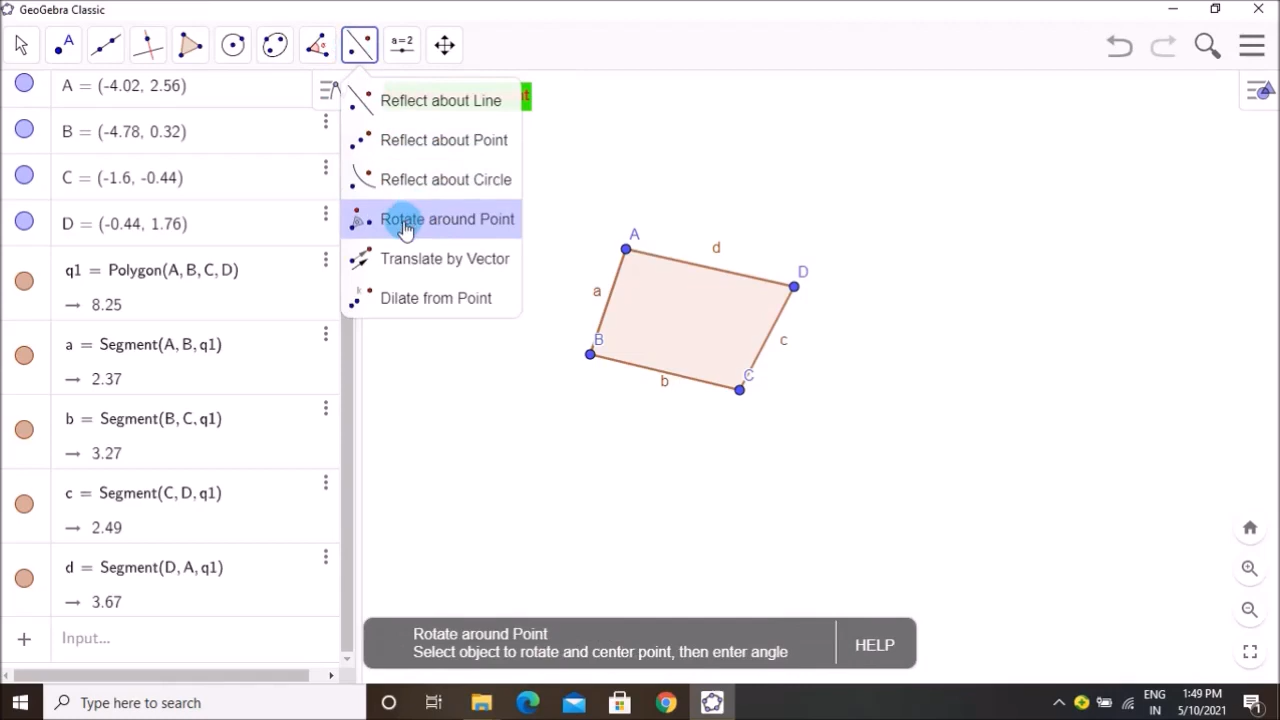 GeoGebra Classic
A
a=2
A = (-4.02, 2.56)
B = (-4.78, 0.32)
C = (-1.6, -0.44)
D = (-0.44, 1.76)
q1 = Polygon(A, B, C, D)
→ 8.25
a = Segment(A, B, q1)
→ 2.37
b = Segment(B, C, q1)
→ 3.27
c = Segment(C, D, q1)
→ 2.49
d = Segment(D, A, q1)
→ 3.67
+ Input...
Reflect about Line
Reflect about Point
Reflect about Circle
Rotate around Point
Translate by Vector
k
Dilate from Point
A
d
D
a
B
c
C
b
Rotate around Point
Select object to rotate and center point, then enter angle
HELP
Type here to search
ENG
IN
1:49 PM
5/10/2021
1